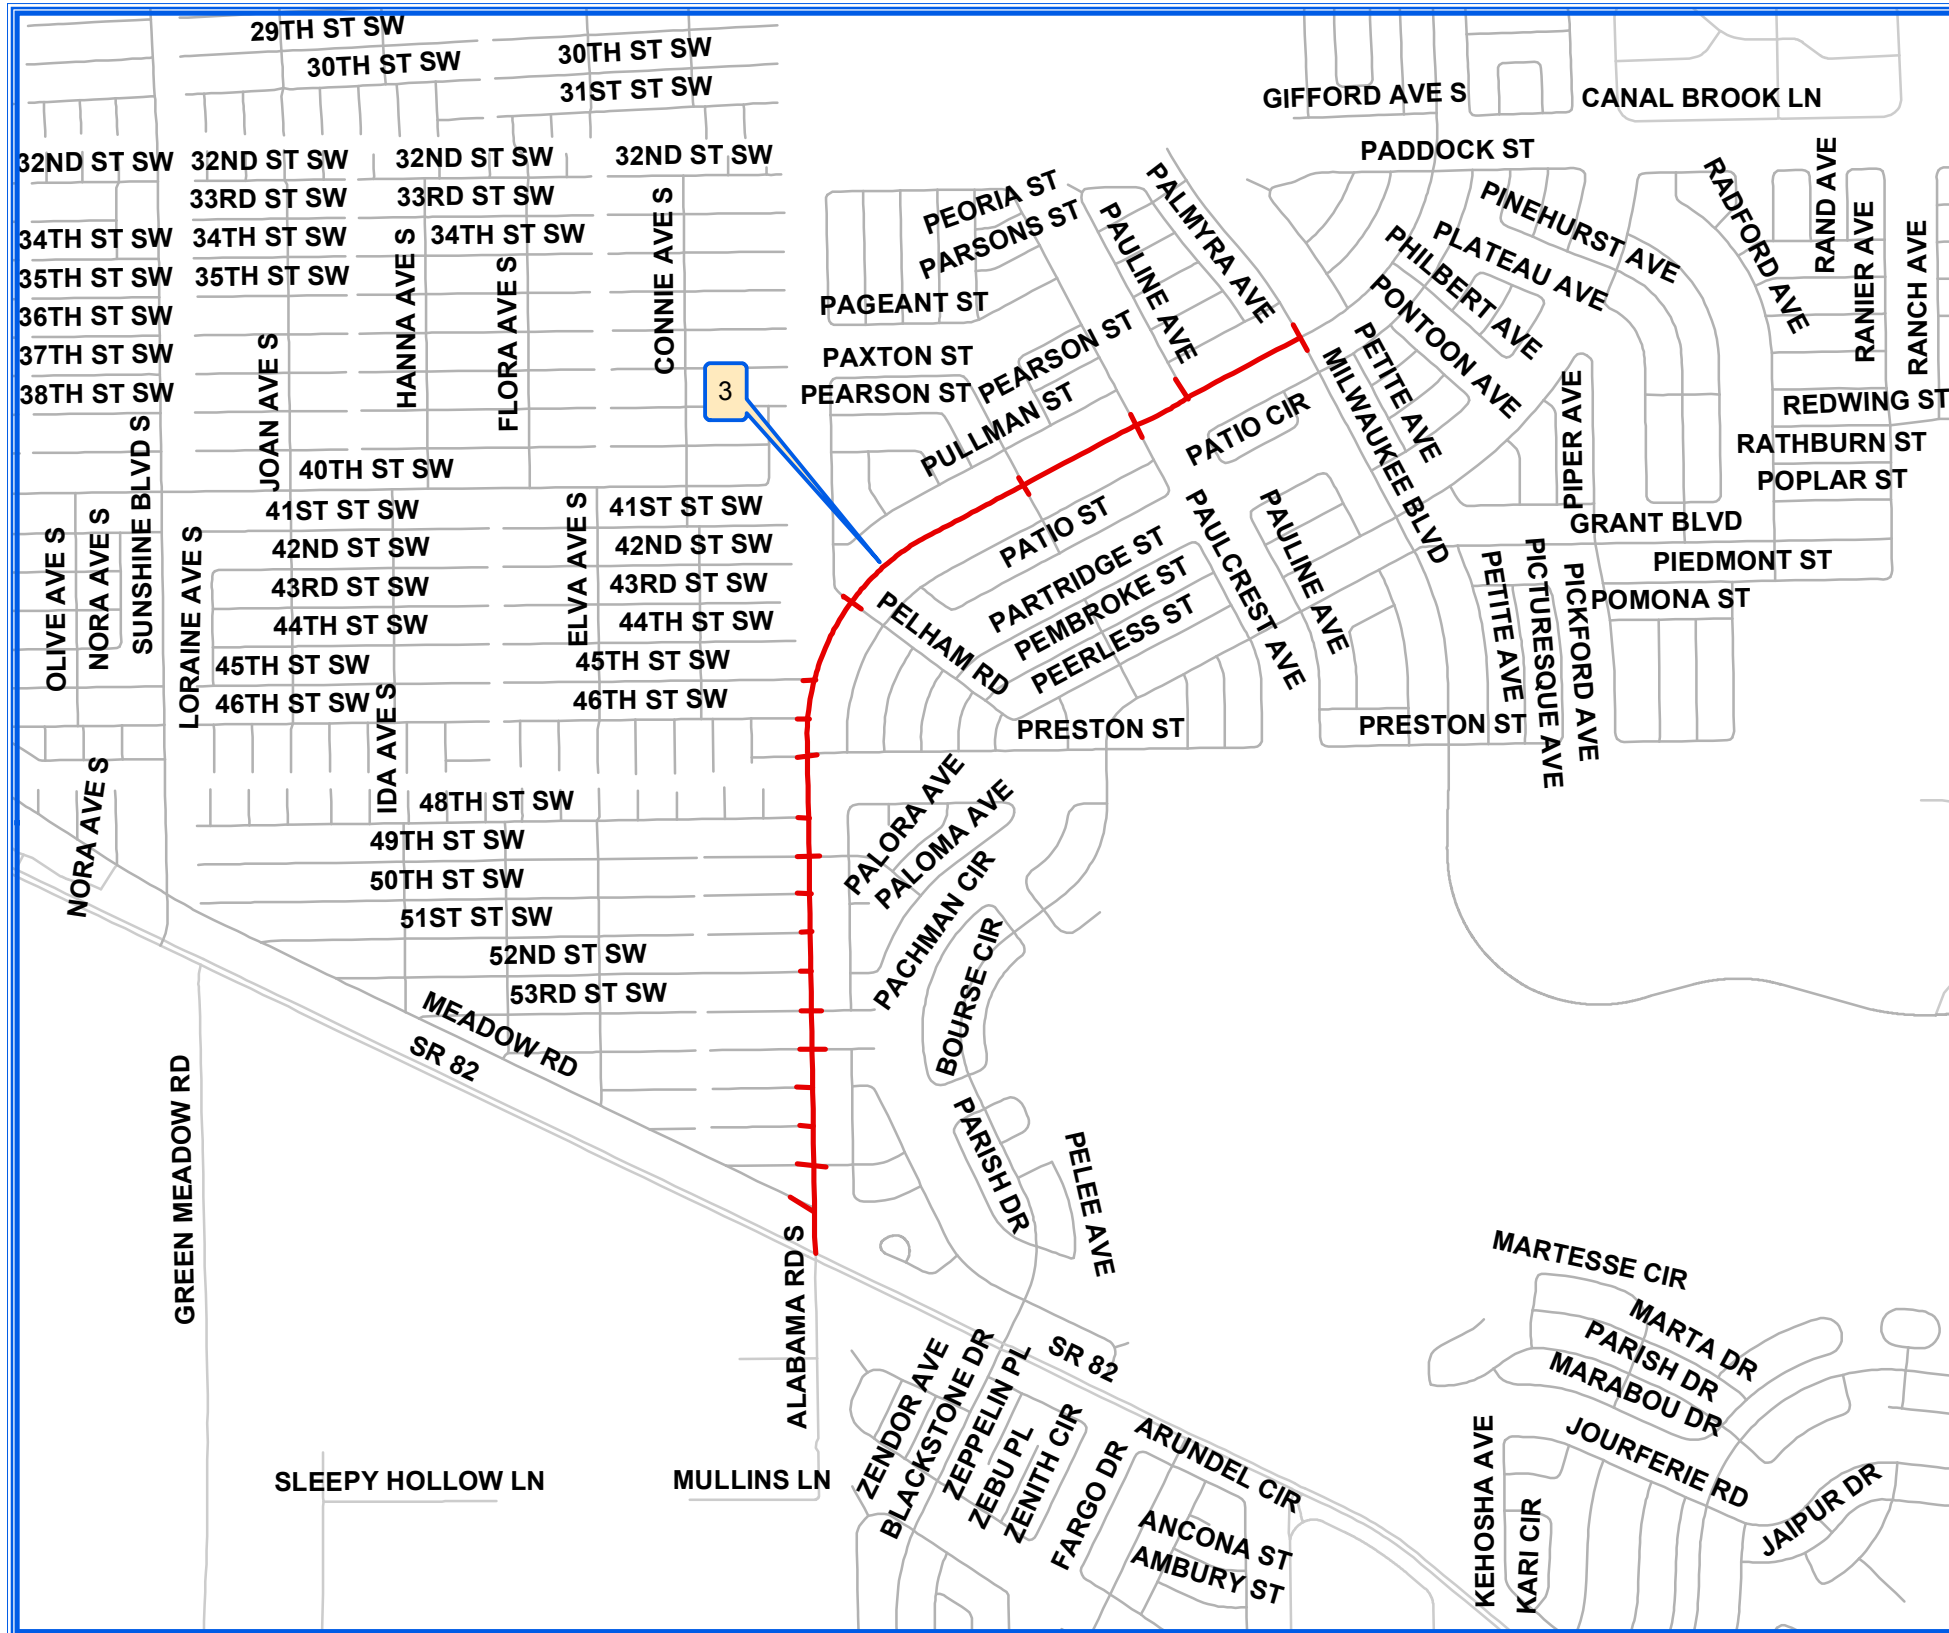 29TH ST SW
30TH ST SW
30TH ST SW
31ST ST SW
GIFFORD AVE S
CANAL BROOK LN
32ND ST SW
32ND ST SW
32ND ST SW
32ND ST SW
PADDOCK ST
33RD ST SW
33RD ST SW
34TH ST SW
34TH ST SW
34TH ST SW
35TH ST SW
35TH ST SW
36TH ST SW
37TH ST SW
38TH ST SW
HANNA AVE S
FLORA AVE S
CONNIE AVE S
JOAN AVE S
PEORIA ST
PARSONS ST
PAGEANT ST
PAXTON ST
PEARSON ST
PEARSON ST
PULLMAN ST
PAULINE AVE
PALMYRA AVE
PINEHURST AVE
PLATEAU AVE
PHILBERT AVE
PONTOON AVE
PETITE AVE
MILWAUKEE BLVD
RADFORD AVE
RAND AVE
RANIER AVE
RANCH AVE
REDWING ST
RATHBURN ST
POPLAR ST
PIPER AVE
GRANT BLVD
PIEDMONT ST
POMONA ST
3
PATIO CIR
40TH ST SW
41ST ST SW
41ST ST SW
42ND ST SW
42ND ST SW
43RD ST SW
43RD ST SW
44TH ST SW
44TH ST SW
45TH ST SW
45TH ST SW
46TH ST SW
46TH ST SW
OLIVE AVE S
NORA AVE S
SUNSHINE BLVD S
LORAINE AVE S
ELVA AVE S
IDA AVE S
PATIO ST
PARTRIDGE ST
PEMBROKE ST
PEERLESS ST
PELHAM RD
PAULCREST AVE
PAULINE AVE
PETITE AVE
PICTURESQUE AVE
PICKFORD AVE
PRESTON ST
PRESTON ST
NORA AVE S
48TH ST SW
49TH ST SW
50TH ST SW
51ST ST SW
52ND ST SW
53RD ST SW
PALORA AVE
PALOMA AVE
PACHMAN CIR
BOURSE CIR
MEADOW RD
SR 82
GREEN MEADOW RD
PARISH DR
PELEE AVE
ALABAMA RD S
SR 82
MARTESSE CIR
MARTA DR
PARISH DR
MARABOU DR
JOURFERIE RD
JAIPUR DR
KEHOSHA AVE
KARI CIR
SLEEPY HOLLOW LN
MULLINS LN
ZENDOR AVE
BLACKSTONE DR
ZEPPELIN PL
ZEBU PL
ZENITH CIR
FARGO DR
ARUNDEL CIR
ANCONA ST
AMBURY ST